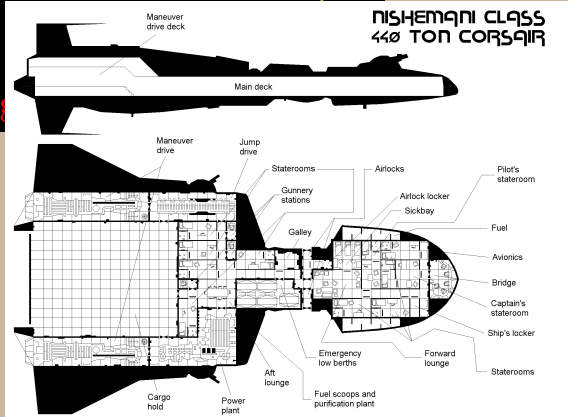 NISHEMANI CLASS
440 TON CORSAIR
Maneuver
drive deck
Main deck
Maneuver
drive
Jump
drive
Staterooms
Airlocks
Pilot's
stateroom
Gunnery
stations
Airlock locker
Sickbay
Galley
Fuel
Avionics
Bridge
Captain's
stateroom
Ship's locker
Emergency
low berths
Forward
lounge
Aft
lounge
Staterooms
Fuel scoops and
purification plant
Cargo
hold
Power
plant